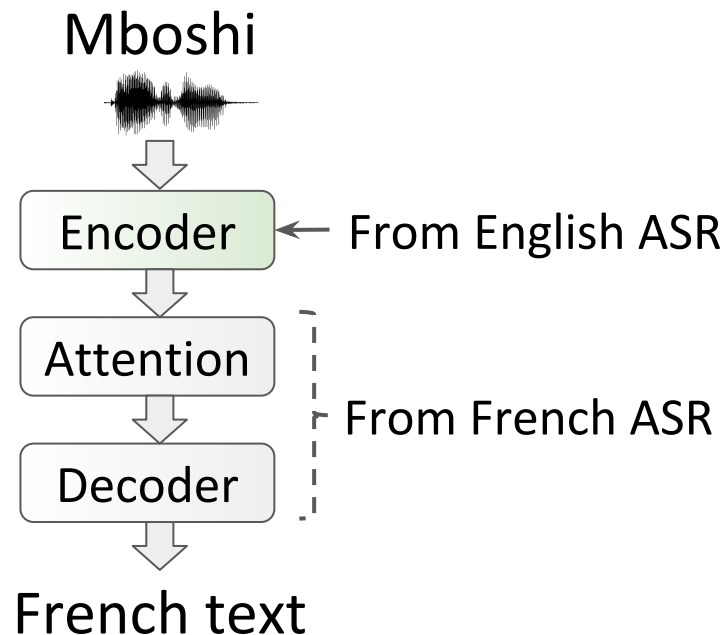 Mboshi
Encoder
From English ASR
Attention
From French ASR
Decoder
French text